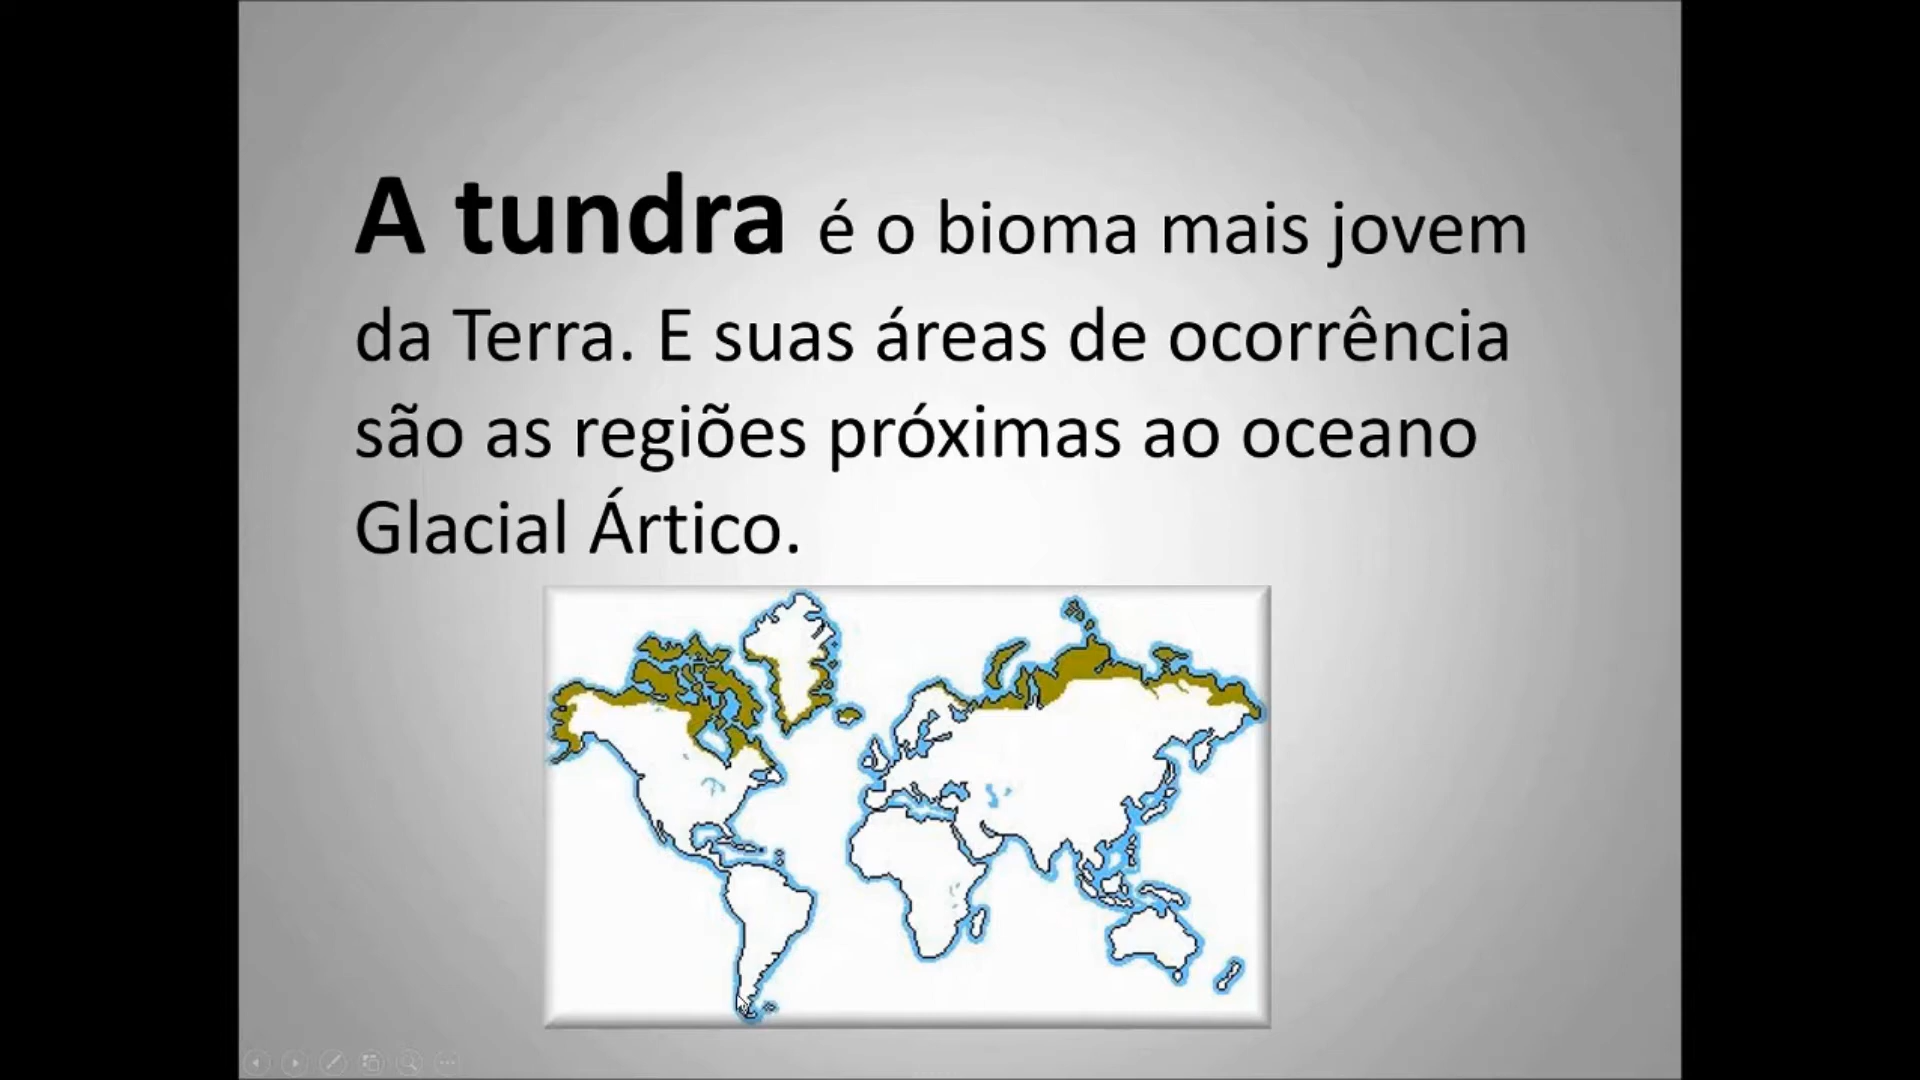 A tundra é o bioma mais jovem
da Terra. E suas áreas de ocorrência
são as regiões próximas ao oceano
Glacial Ártico.